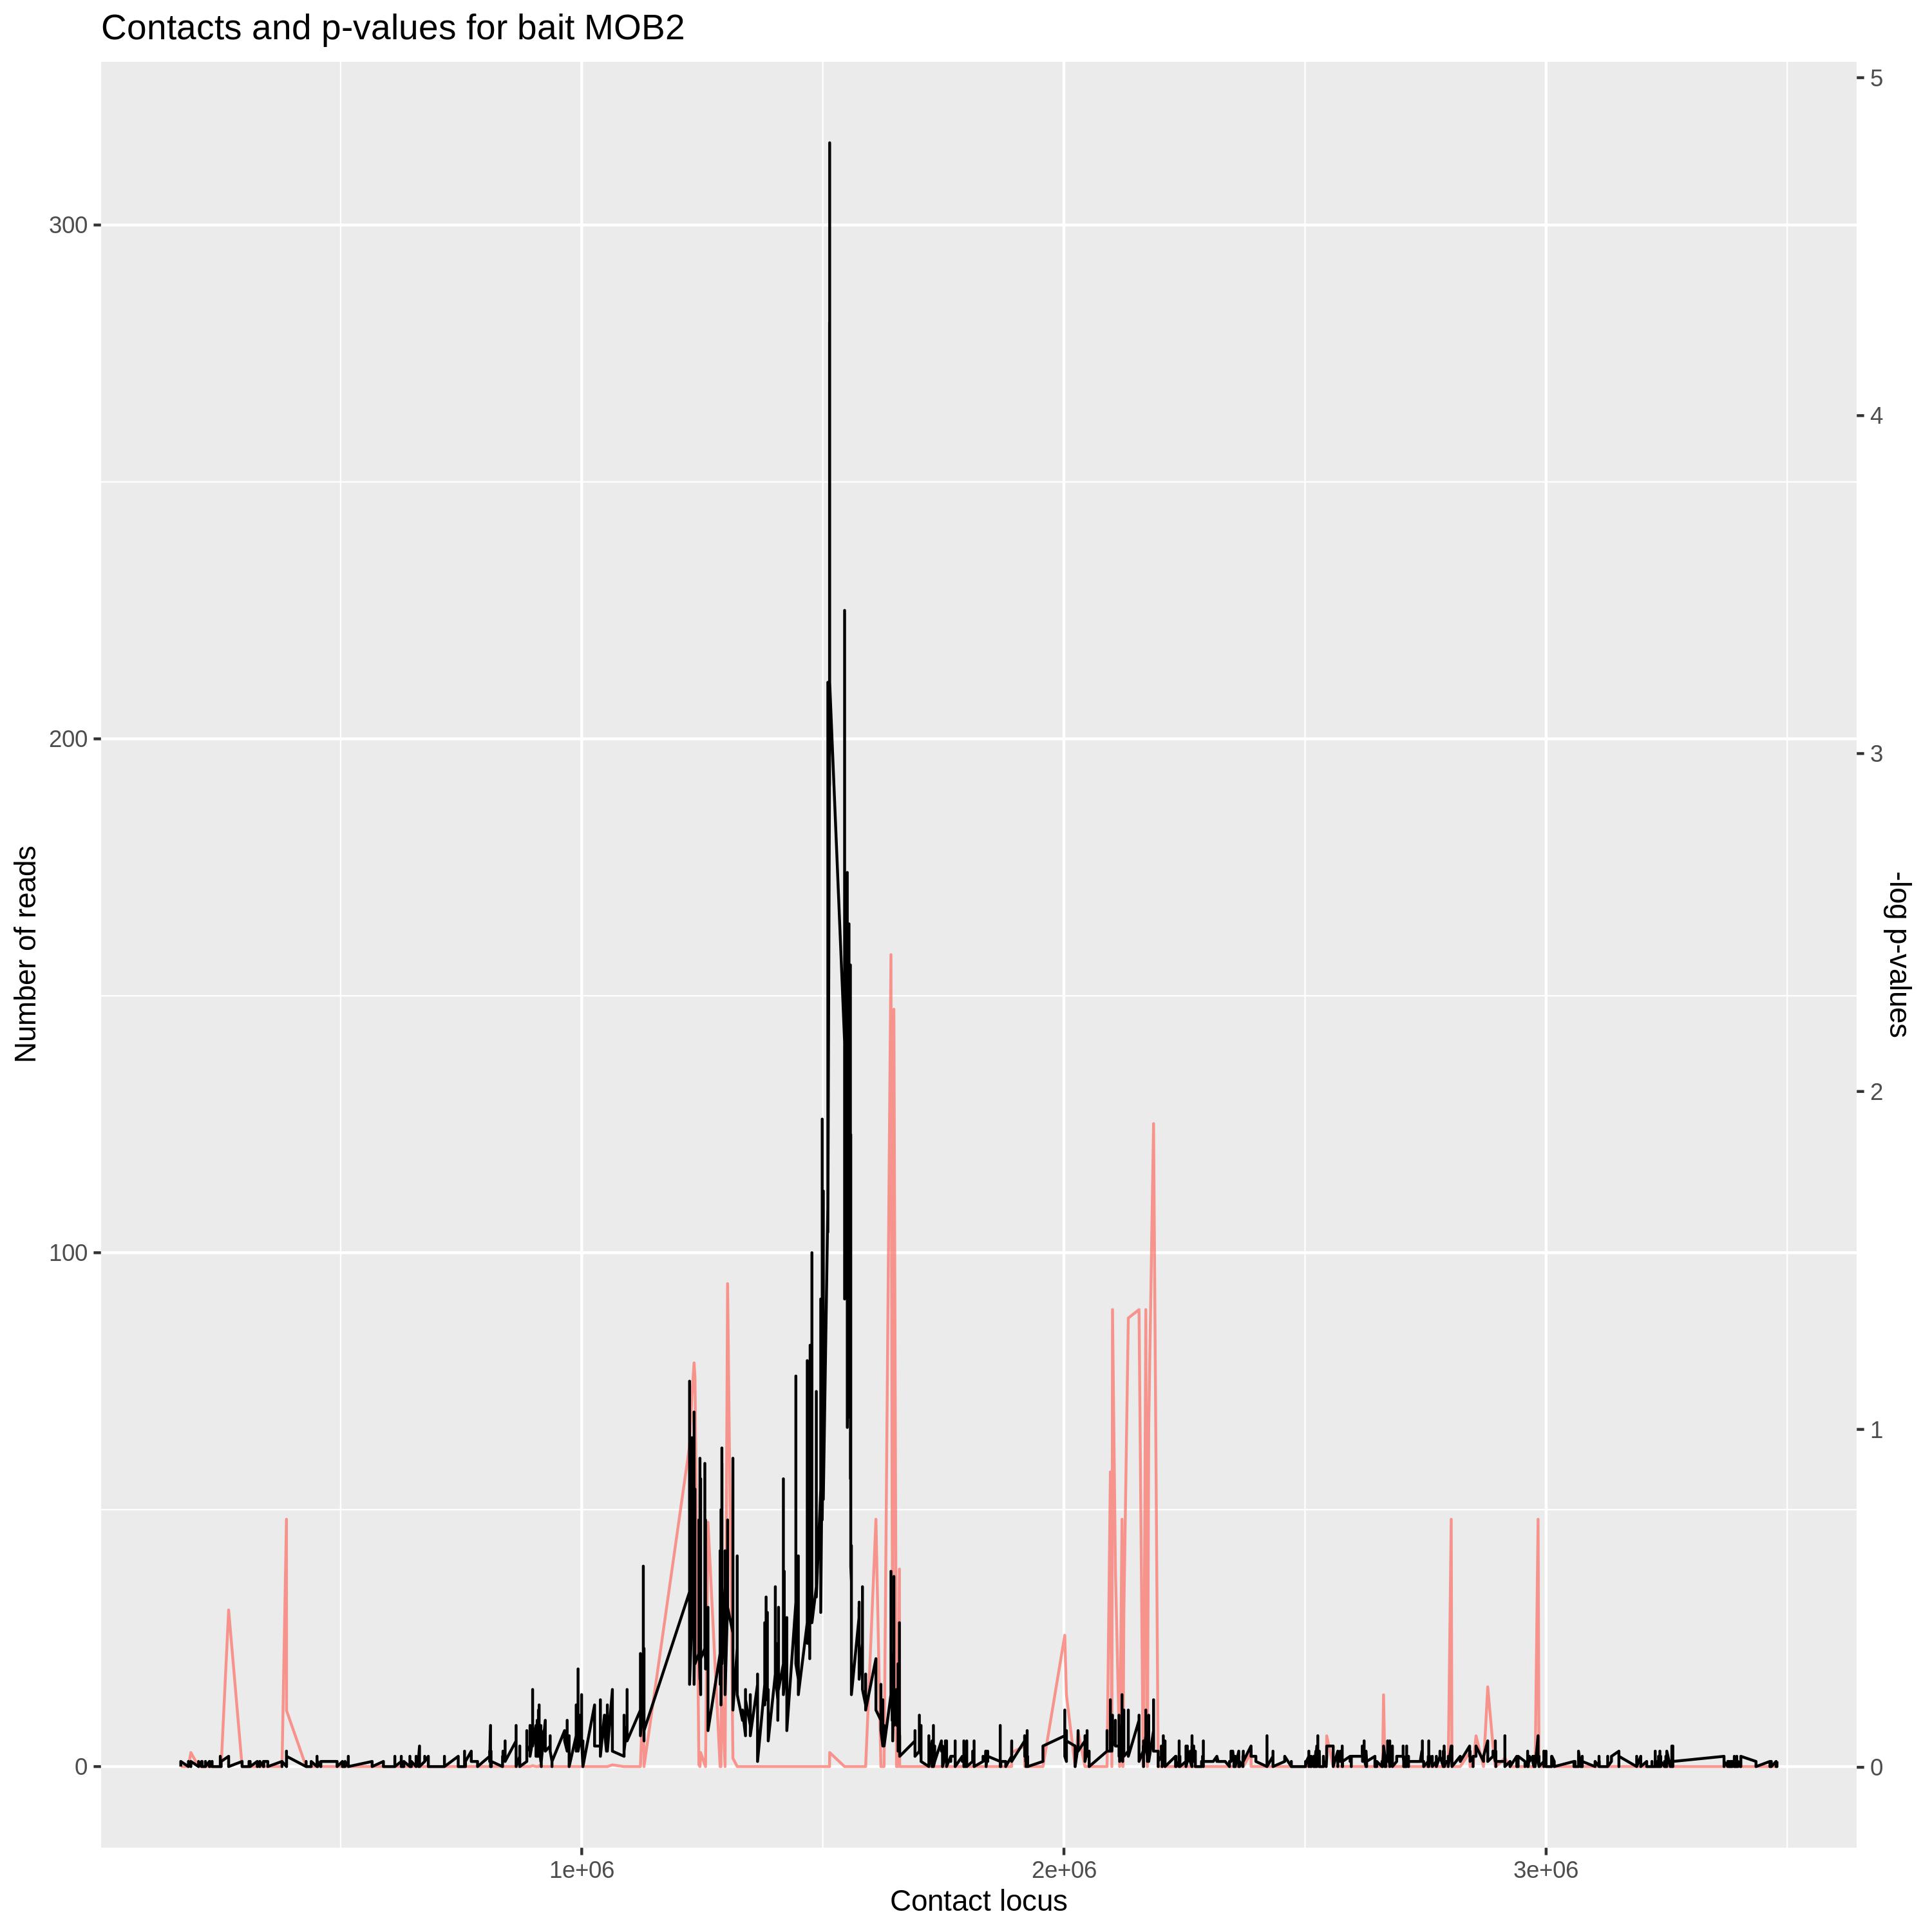 Contacts and p-values for bait MOB2
Number of reads
300
200
100
0
5
4
3
2
1
0
-log p-values
1e+06
2e+06
3e+06
Contact locus